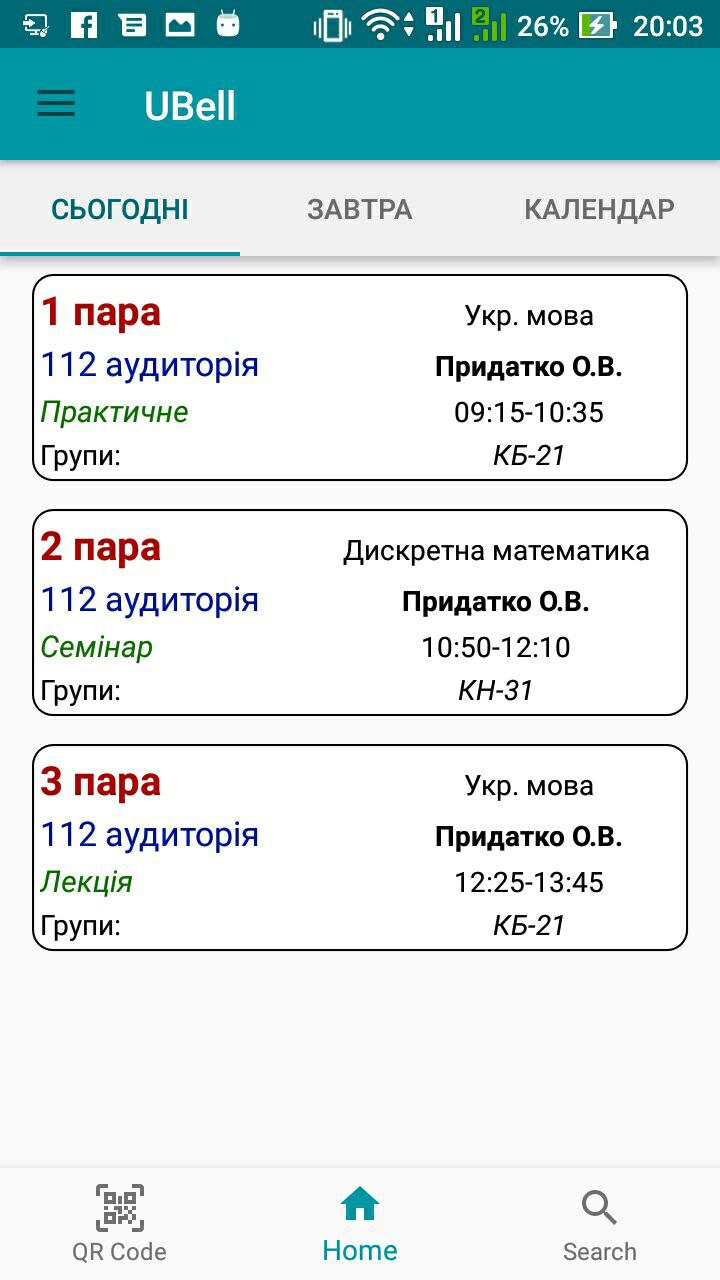 1 2 26% 20:03
UBell
СЬОГОДНІ ЗАВТРА КАЛЕНДАР
1 пара Укр. мова
112 аудиторія Придатко О.В.
Практичне 09:15-10:35
Групи: КБ-21
2 пара Дискретна математика
112 аудиторія Придатко О.В.
Семінар 10:50-12:10
Групи: КН-31
3 пара Укр. мова
112 аудиторія Придатко О.В.
Лекція 12:25-13:45
Групи: КБ-21
QR Code Home Search